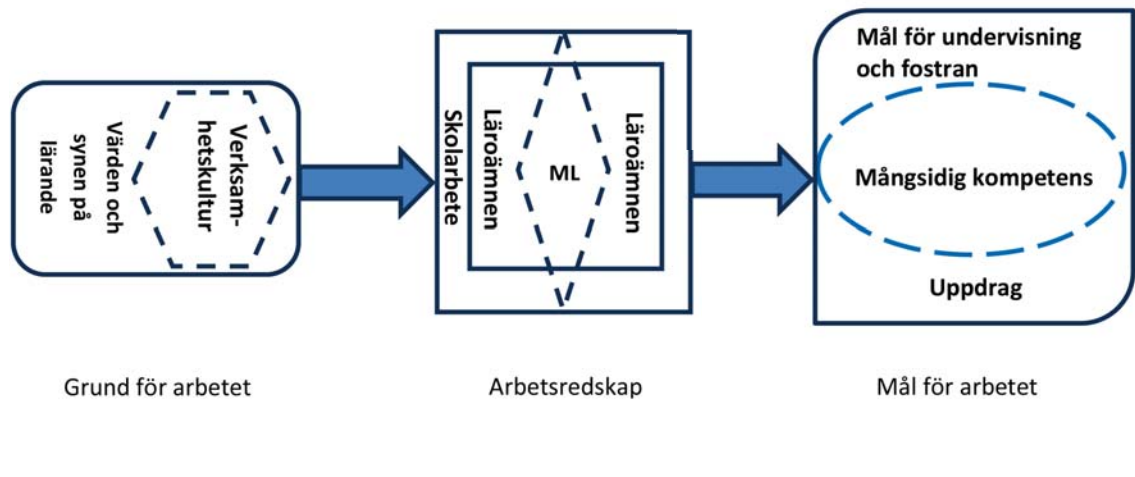 Värden och
synen på
lärande
Verksam-
hetskultur
Skolarbete
Läroämnen
ML
Läroämnen
Mål för undervisning
och fostran
Mångsidig kompetens
Uppdrag
Grund för arbetet
Arbetsredskap
Mål för arbetet